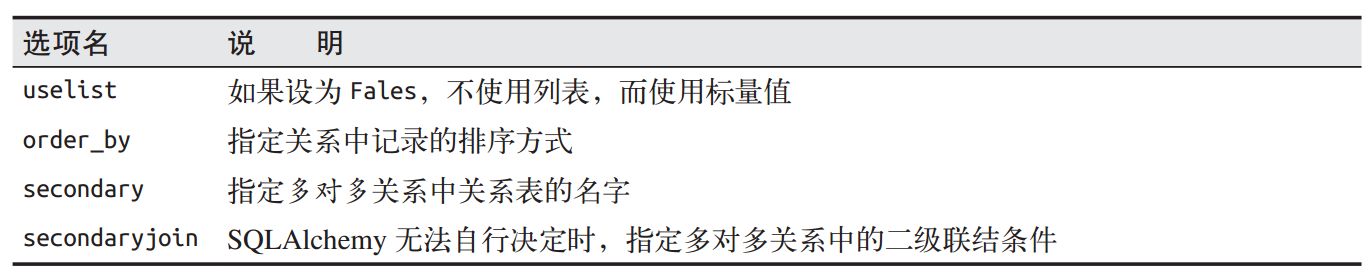 选项名 说 明
uselist 如果设为 Fales，不使用列表，而使用标量值
order_by 指定关系中记录的排序方式
secondary 指定多对多关系中关系表的名字
secondaryjoin SQLAlchemy 无法自行决定时，指定多对多关系中的二级联结条件